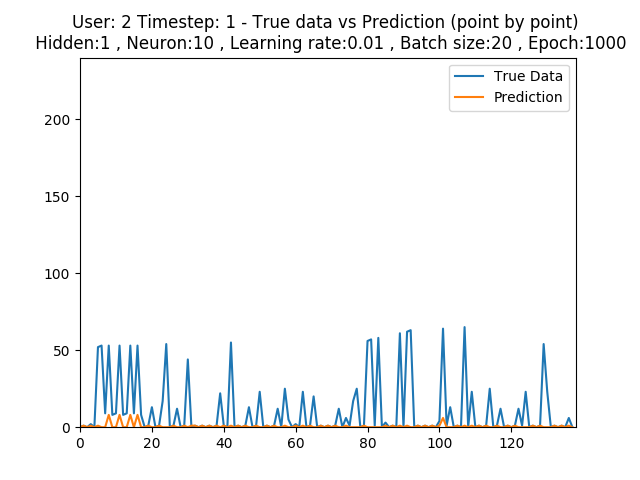 User: 2 Timestep: 1 - True data vs Prediction (point by point)
Hidden:1 , Neuron:10 , Learning rate:0.01 , Batch size:20 , Epoch:1000
True Data
Prediction
200
150
100
50
0
0 20 40 60 80 100 120